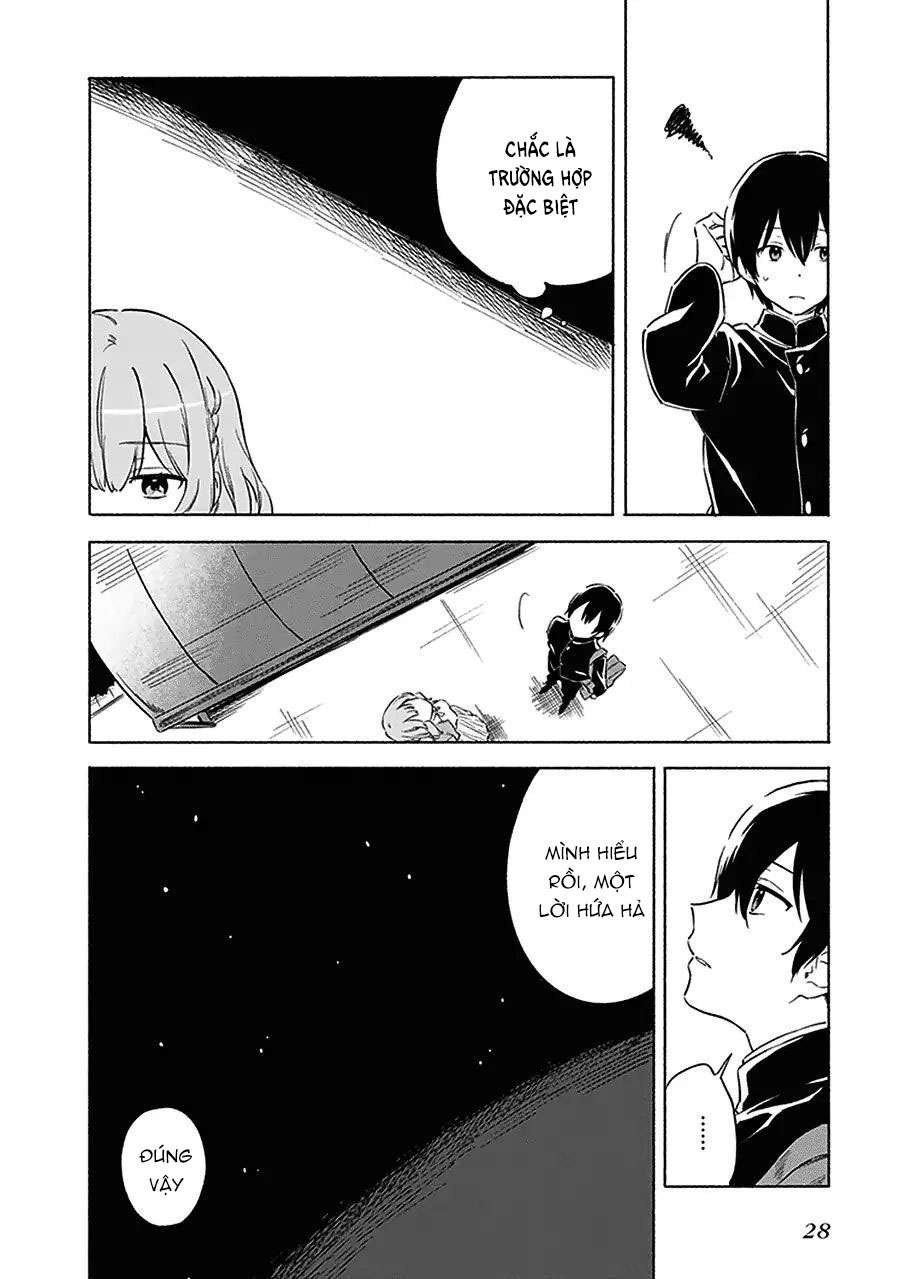 CHẮC LÀ
TRƯỜNG HỢP
ĐẶC BIỆT
MÌNH HIỂU
RỒI, MỘT
LỜI HỨA HẢ
.......
ĐÚNG
VẬY
28